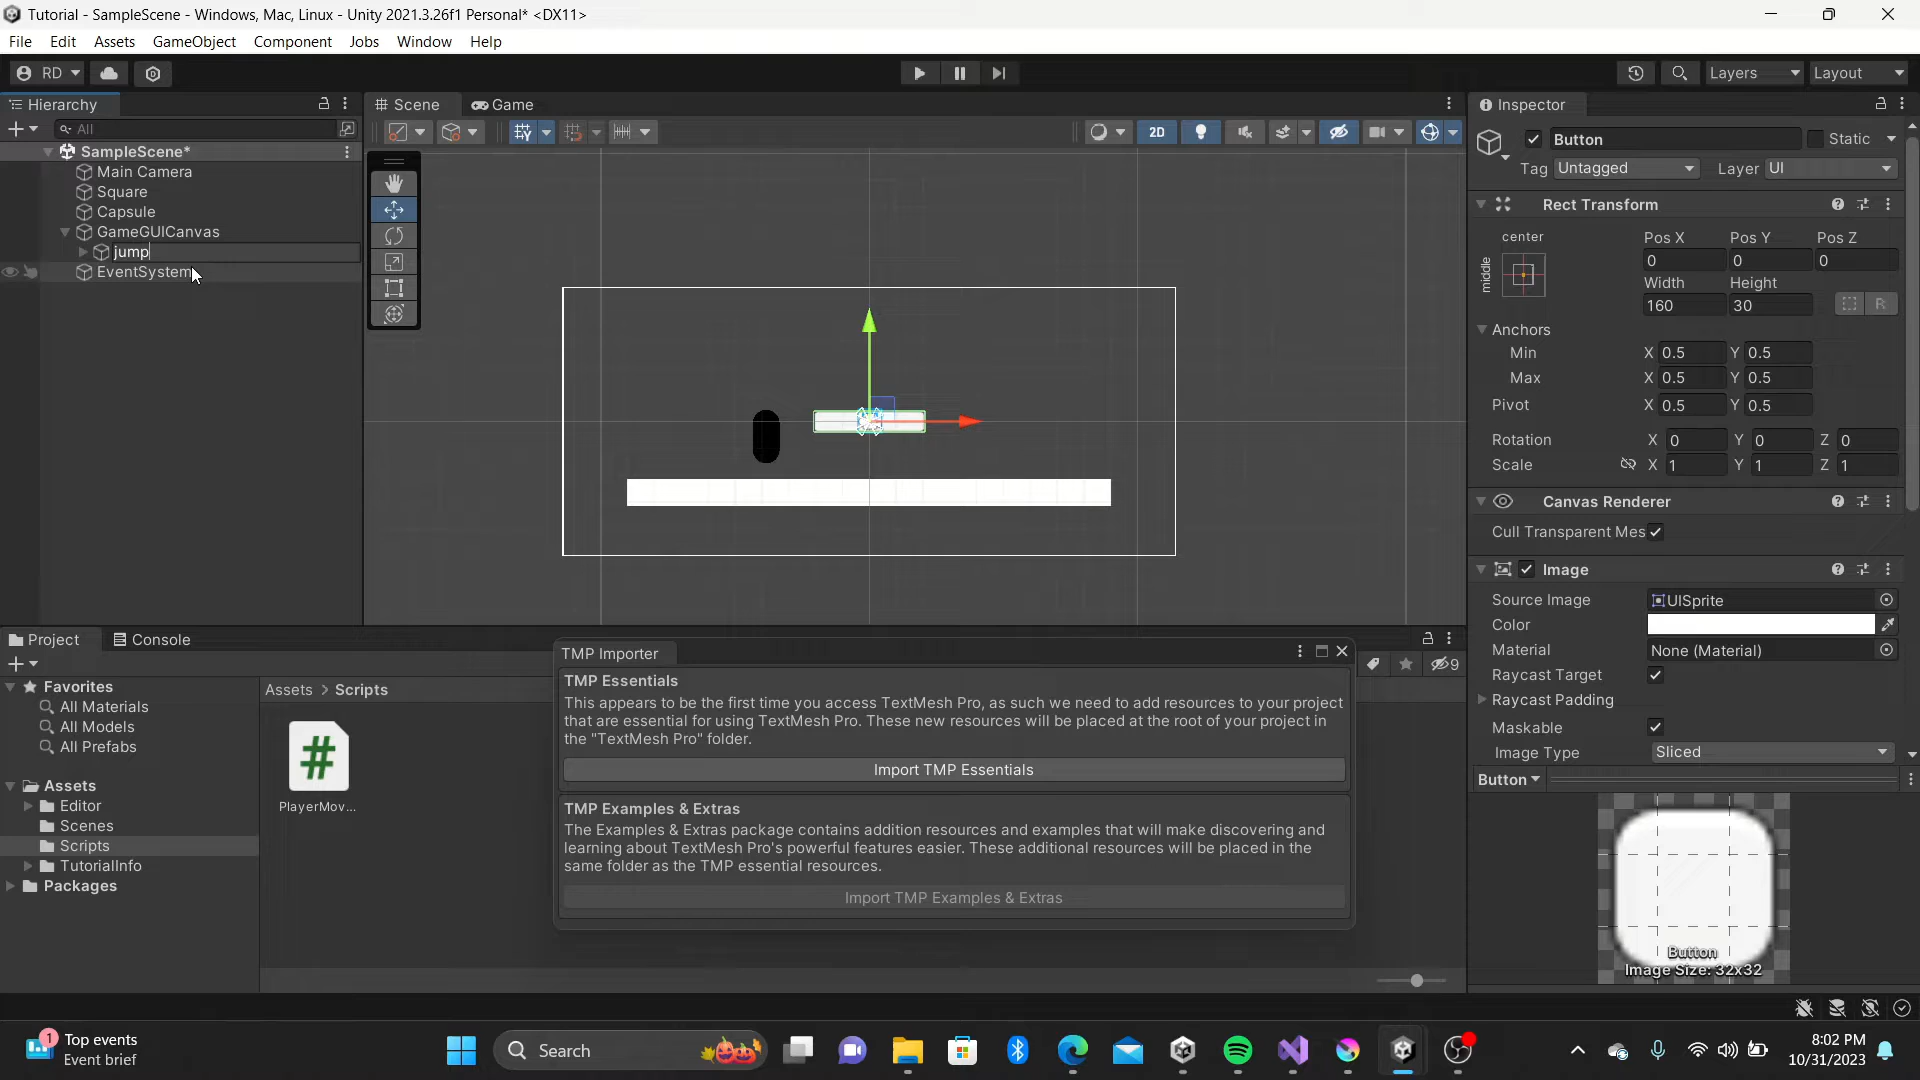 Tutorial - SampleScene - Windows, Mac, Linux - Unity 2021.3.26f1 Personal* <DX11>
File Edit Assets GameObject Component Jobs Window Help
RD Layers Layout
Hierarchy
All
SampleScene*
Main Camera
Square
Capsule
GameGUICanvas
jump
EventSystem
Scene Game
2D
Inspector
Button Static
Tag Untagged Layer UI
Rect Transform
center Pos X Pos Y Pos Z
middle 0 0 0
Width Height
160 30 R
Anchors
Min X 0.5 Y 0.5
Max X 0.5 Y 0.5
Pivot X 0.5 Y 0.5
Rotation X 0 Y 0 Z 0
Scale X 1 Y 1 Z 1
Canvas Renderer
Cull Transparent Mes
Image
Source Image UISprite
Color
Material None (Material)
Raycast Target
Raycast Padding
Maskable
Image Type Sliced
Button
Button
Image Size: 32x32
Project Console
9
Favorites
All Materials
All Models
All Prefabs
Assets
Editor
Scenes
Scripts
TutorialInfo
Packages
Assets > Scripts
#
PlayerMov...
TMP Importer
TMP Essentials
This appears to be the first time you access TextMesh Pro, as such we need to add resources to your project
that are essential for using TextMesh Pro. These new resources will be placed at the root of your project in
the "TextMesh Pro" folder.
Import TMP Essentials
TMP Examples & Extras
The Examples & Extras package contains addition resources and examples that will make discovering and
learning about TextMesh Pro's powerful features easier. These additional resources will be placed in the
same folder as the TMP essential resources.
Import TMP Examples & Extras
1
Top events
Event brief
Search
8:02 PM
10/31/2023